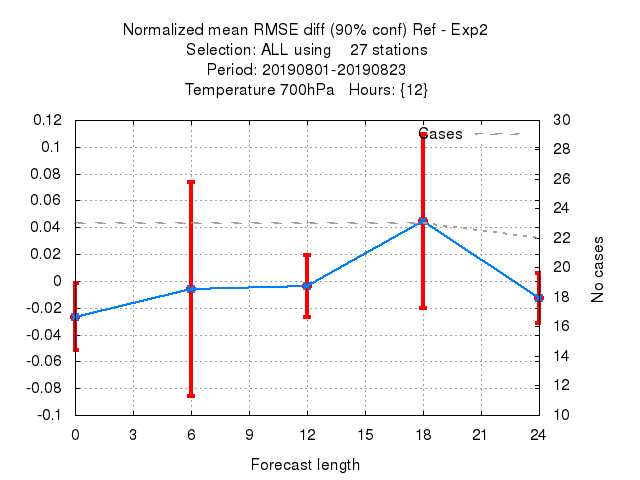 Normalized mean RMSE diff (90% conf) Ref - Exp2
Selection: ALL using    27 stations
Period: 20190801-20190823
Temperature 700hPa   Hours: {12}
Cases
0.12
0.1
0.08
0.06
0.04
0.02
0
-0.02
-0.04
-0.06
-0.08
-0.1
30
28
26
24
22
20
18
16
14
12
10
No cases
0 3 6 9 12 15 18 21 24
Forecast length